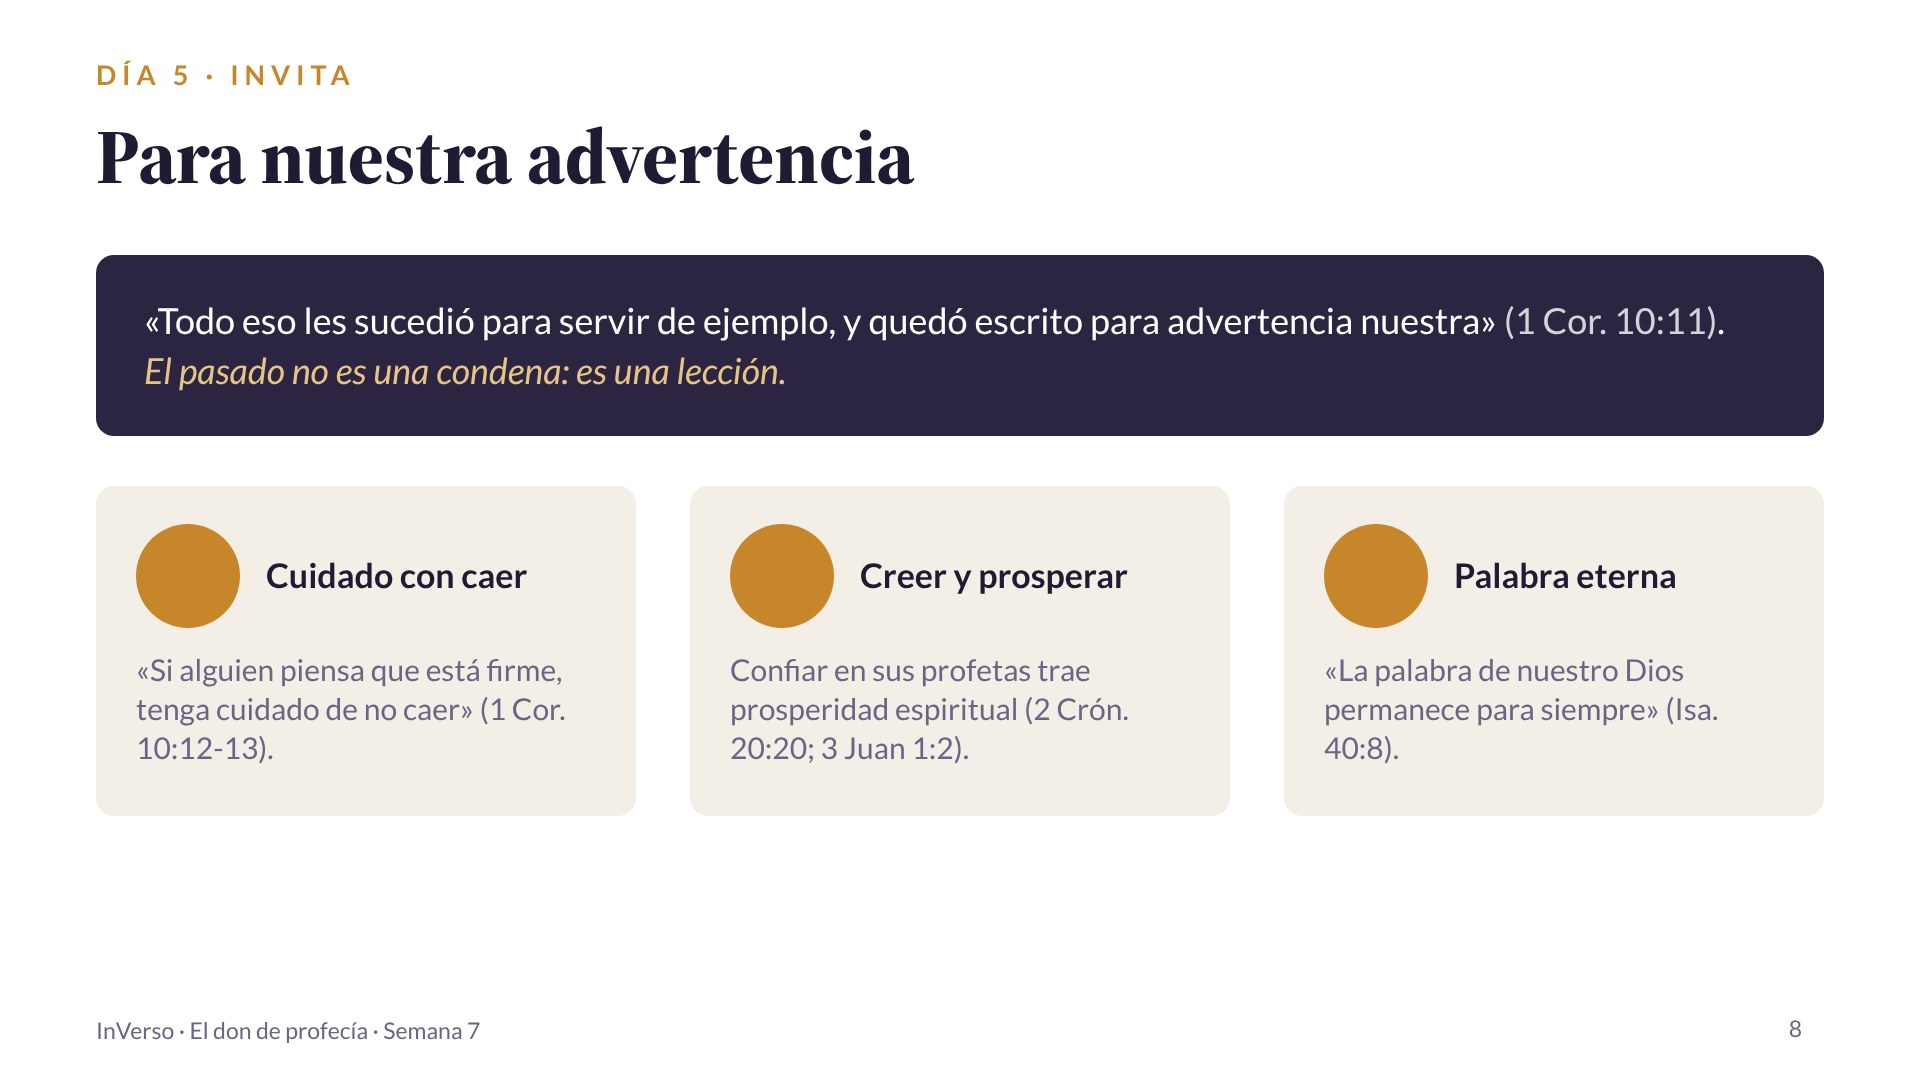 DÍA 5 · INVITA
Para nuestra advertencia
«Todo eso les sucedió para servir de ejemplo, y quedó escrito para advertencia nuestra» (1 Cor. 10:11).
El pasado no es una condena: es una lección.
Cuidado con caer
«Si alguien piensa que está firme,
tenga cuidado de no caer» (1 Cor.
10:12-13).
Creer y prosperar
Confiar en sus profetas trae
prosperidad espiritual (2 Crón.
20:20; 3 Juan 1:2).
Palabra eterna
«La palabra de nuestro Dios
permanece para siempre» (Isa.
40:8).
InVerso · El don de profecía · Semana 7
8